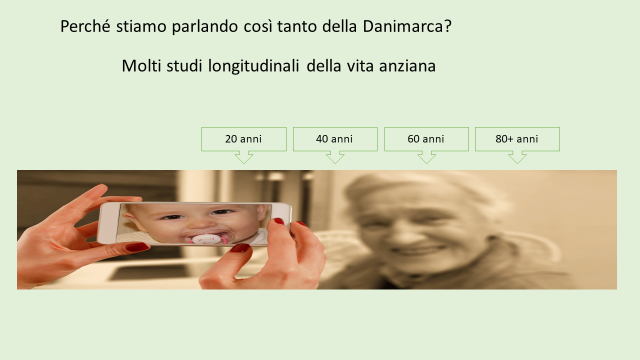 Perché stiamo parlando così tanto della Danimarca?
Molti studi longitudinali della vita anziana
20 anni
40 anni
60 anni
80+ anni